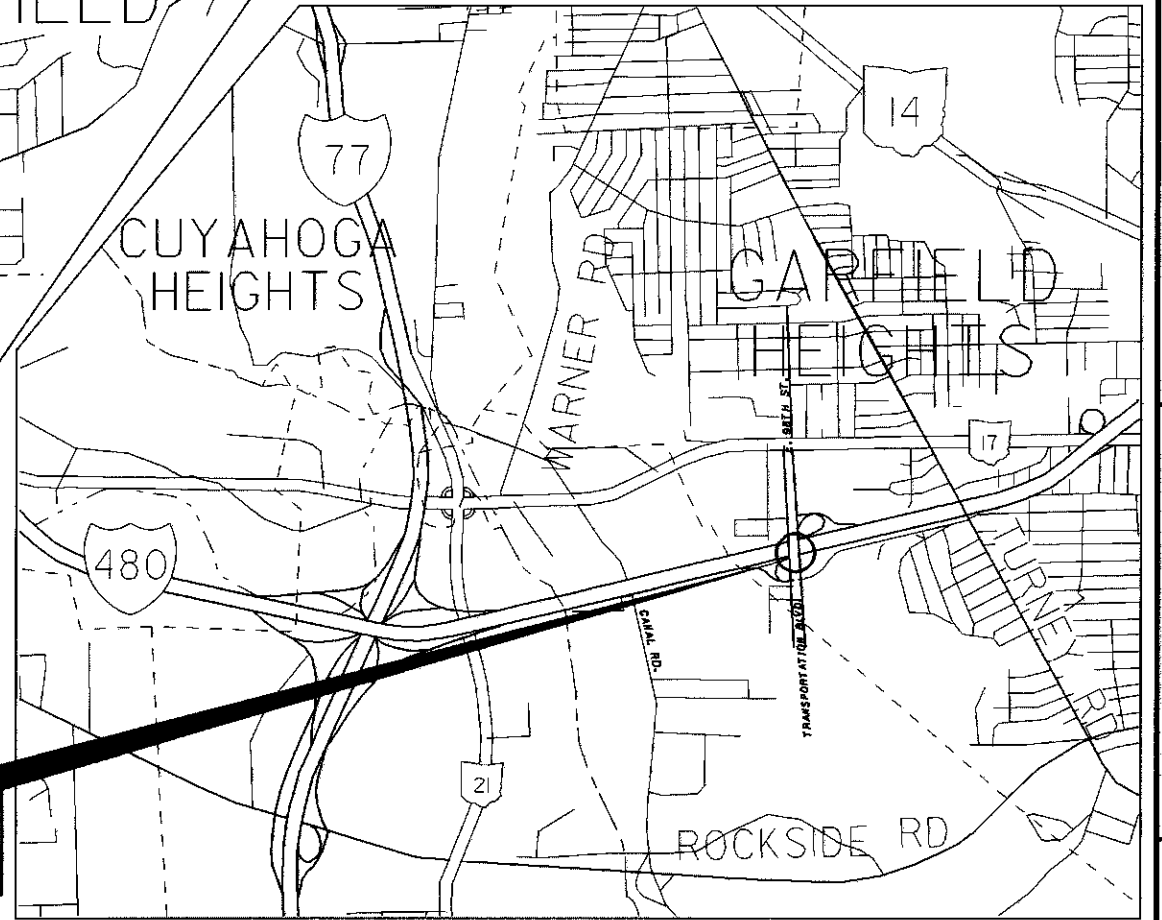 14
77
CUYAHOGA
HEIGHTS
WARNER RD
GARFIELD
HEIGHTS
E. 98TH ST.
17
480
TURNE
RD
CANAL RD.
TRANSPORTATION BLVD
21
ROCKSIDE RD